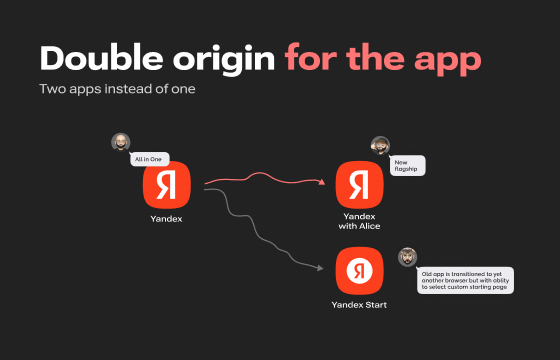 Double origin for the app
Two apps instead of one
All in One
Я
Yandex
New
flagship
Я
Yandex
with Alice
Old app is transitioned to yet
another browser but with ability
to select custom starting page
Я
Yandex Start